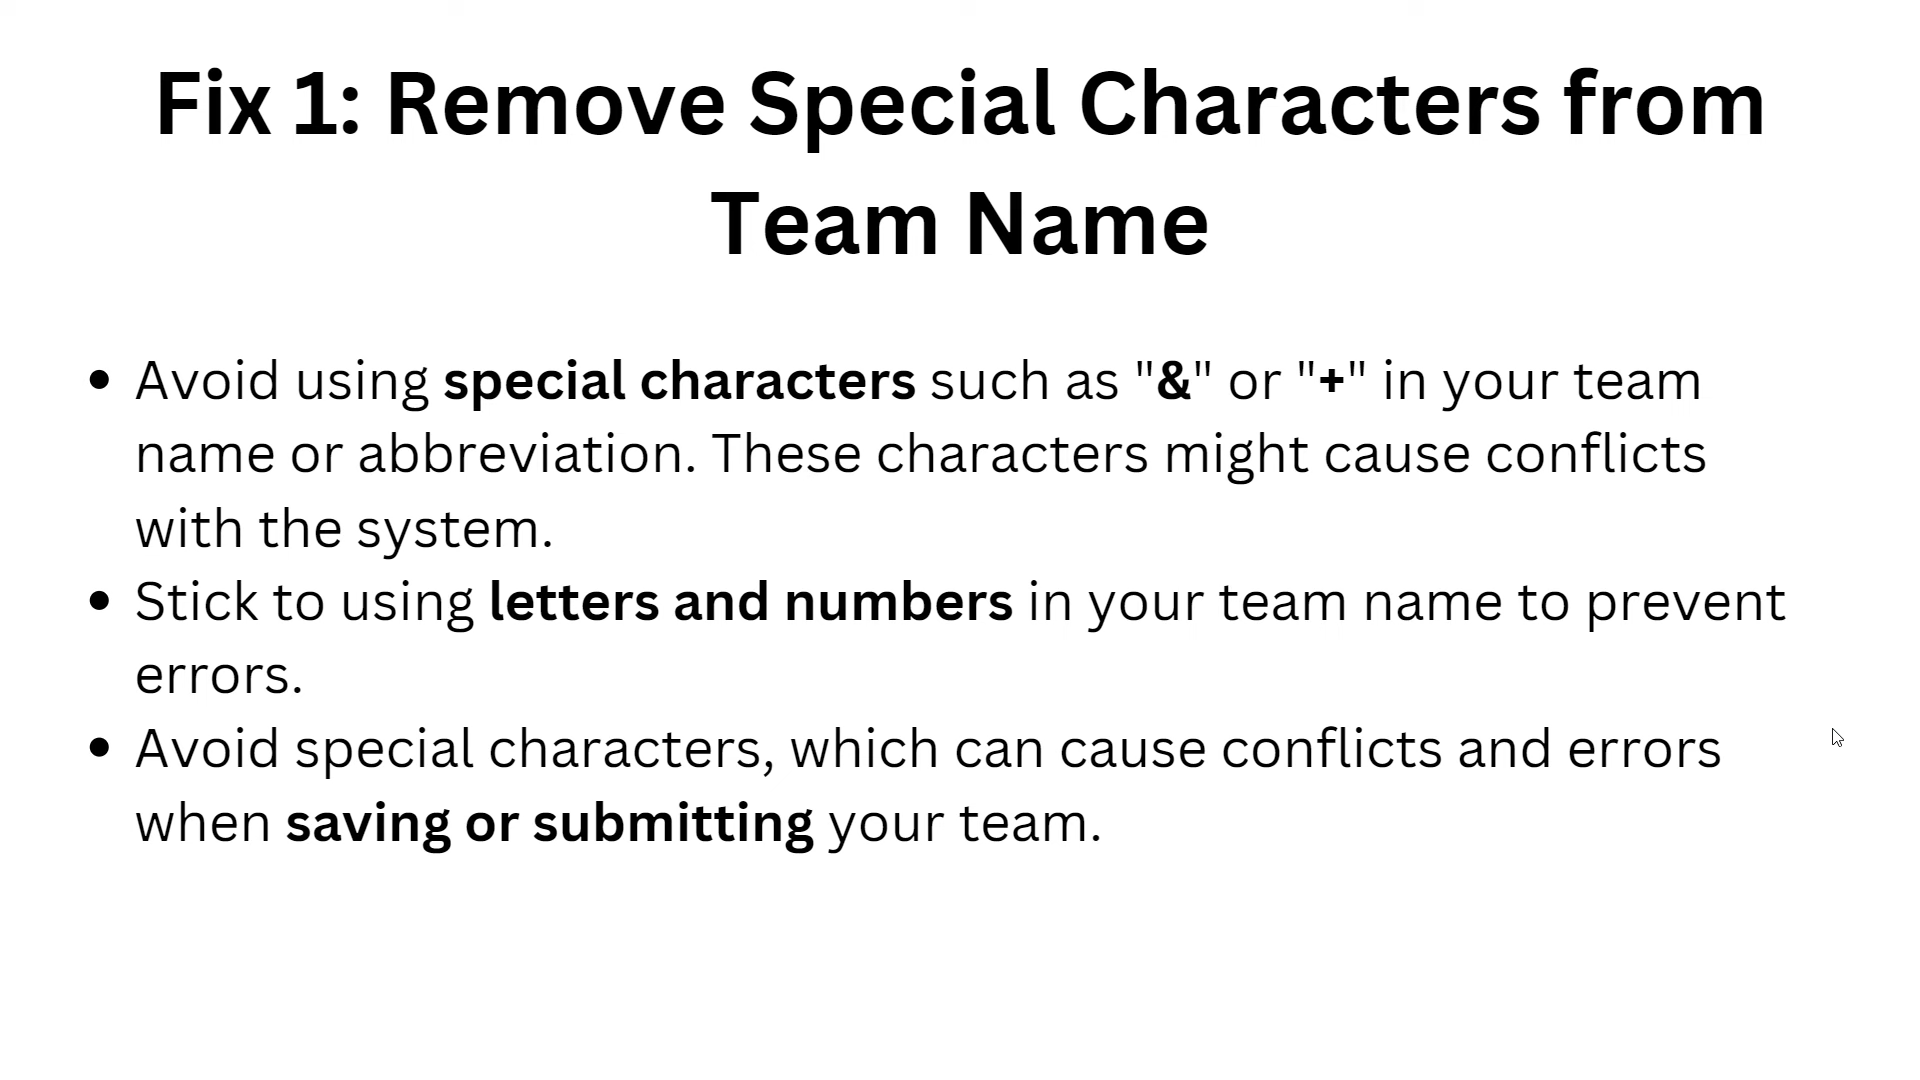 Fix 1: Remove Special Characters from
Team Name
• Avoid using special characters such as "&" or "+" in your team
name or abbreviation. These characters might cause conflicts
with the system.
• Stick to using letters and numbers in your team name to prevent
errors.
• Avoid special characters, which can cause conflicts and errors
when saving or submitting your team.